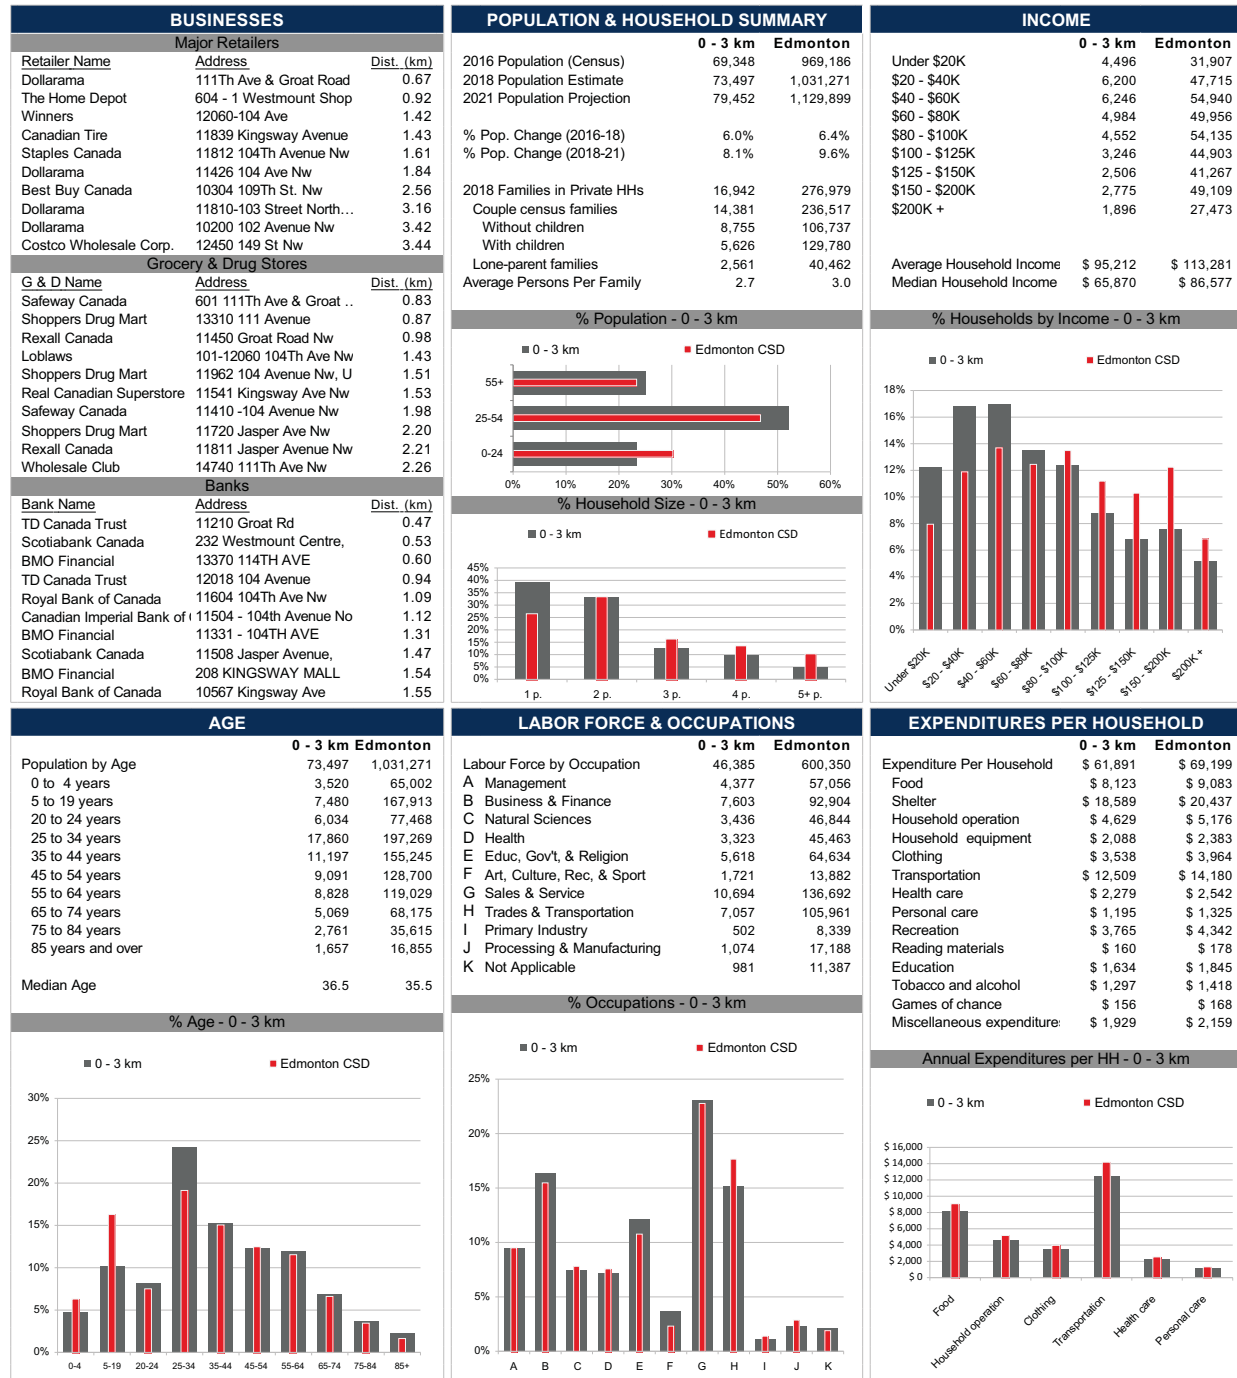 BUSINESSES
Major Retailers
Retailer Name Address Dist. (km)
Dollarama 111Th Ave & Groat Road 0.67
The Home Depot 604 - 1 Westmount Shop 0.92
Winners 12060-104 Ave 1.42
Canadian Tire 11839 Kingsway Avenue 1.43
Staples Canada 11812 104Th Avenue Nw 1.61
Dollarama 11426 104 Ave Nw 1.84
Best Buy Canada 10304 109Th St. Nw 2.56
Dollarama 11810-103 Street North... 3.16
Dollarama 10200 102 Avenue Nw 3.42
Costco Wholesale Corp. 12450 149 St Nw 3.44
Grocery & Drug Stores
G & D Name Address Dist. (km)
Safeway Canada 601 111Th Ave & Groat .. 0.83
Shoppers Drug Mart 13310 111 Avenue 0.87
Rexall Canada 11450 Groat Road Nw 0.98
Loblaws 101-12060 104Th Ave Nw 1.43
Shoppers Drug Mart 11962 104 Avenue Nw, U 1.51
Real Canadian Superstore 11541 Kingsway Ave Nw 1.53
Safeway Canada 11410 -104 Avenue Nw 1.98
Shoppers Drug Mart 11720 Jasper Ave Nw 2.20
Rexall Canada 11811 Jasper Avenue Nw 2.21
Wholesale Club 14740 111Th Ave Nw 2.26
Banks
Bank Name Address Dist. (km)
TD Canada Trust 11210 Groat Rd 0.47
Scotiabank Canada 232 Westmount Centre, 0.53
BMO Financial 13370 114TH AVE 0.60
TD Canada Trust 12018 104 Avenue 0.94
Royal Bank of Canada 11604 104Th Ave Nw 1.09
Canadian Imperial Bank of ( 11504 - 104th Avenue No 1.12
BMO Financial 11331 - 104TH AVE 1.31
Scotiabank Canada 11508 Jasper Avenue, 1.47
BMO Financial 208 KINGSWAY MALL 1.54
Royal Bank of Canada 10567 Kingsway Ave 1.55
POPULATION & HOUSEHOLD SUMMARY
0 - 3 km Edmonton
2016 Population (Census) 69,348 969,186
2018 Population Estimate 73,497 1,031,271
2021 Population Projection 79,452 1,129,899
% Pop. Change (2016-18) 6.0% 6.4%
% Pop. Change (2018-21) 8.1% 9.6%
2018 Families in Private HHs 16,942 276,979
Couple census families 14,381 236,517
Without children 8,755 106,737
With children 5,626 129,780
Lone-parent families 2,561 40,462
Average Persons Per Family 2.7 3.0
% Population - 0 - 3 km
0 - 3 km Edmonton CSD
55+
25-54
0-24
0% 10% 20% 30% 40% 50% 60%
% Household Size - 0 - 3 km
0 - 3 km Edmonton CSD
45%
40%
35%
30%
25%
20%
15%
10%
5%
0%
1 p. 2 p. 3 p. 4 p. 5+ p.
INCOME
0 - 3 km Edmonton
Under $20K 4,496 31,907
$20 - $40K 6,200 47,715
$40 - $60K 6,246 54,940
$60 - $80K 4,984 49,956
$80 - $100K 4,552 54,135
$100 - $125K 3,246 44,903
$125 - $150K 2,506 41,267
$150 - $200K 2,775 49,109
$200K + 1,896 27,473
Average Household Income $ 95,212 $ 113,281
Median Household Income $ 65,870 $ 86,577
% Households by Income - 0 - 3 km
0 - 3 km Edmonton CSD
18%
16%
14%
12%
10%
8%
6%
4%
2%
0%
Under $20K $20 - $40K $40 - $60K $60 - $80K $80 - $100K $100 - $125K $125 - $150K $150 - $200K $200K +
AGE
0 - 3 km Edmonton
Population by Age 73,497 1,031,271
0 to 4 years 3,520 65,002
5 to 19 years 7,480 167,913
20 to 24 years 6,034 77,468
25 to 34 years 17,860 197,269
35 to 44 years 11,197 155,245
45 to 54 years 9,091 128,700
55 to 64 years 8,828 119,029
65 to 74 years 5,069 68,175
75 to 84 years 2,761 35,615
85 years and over 1,657 16,855
Median Age 36.5 35.5
% Age - 0 - 3 km
0 - 3 km Edmonton CSD
30%
25%
20%
15%
10%
5%
0%
0-4 5-19 20-24 25-34 35-44 45-54 55-64 65-74 75-84 85+
LABOR FORCE & OCCUPATIONS
0 - 3 km Edmonton
Labour Force by Occupation 46,385 600,350
A Management 4,377 57,056
B Business & Finance 7,603 92,904
C Natural Sciences 3,436 46,844
D Health 3,323 45,463
E Educ, Gov't, & Religion 5,618 64,634
F Art, Culture, Rec, & Sport 1,721 13,882
G Sales & Service 10,694 136,692
H Trades & Transportation 7,057 105,961
I Primary Industry 502 8,339
J Processing & Manufacturing 1,074 17,188
K Not Applicable 981 11,387
% Occupations - 0 - 3 km
0 - 3 km Edmonton CSD
25%
20%
15%
10%
5%
0%
A B C D E F G H I J K
EXPENDITURES PER HOUSEHOLD
0 - 3 km Edmonton
Expenditure Per Household $ 61,891 $ 69,199
Food $ 8,123 $ 9,083
Shelter $ 18,589 $ 20,437
Household operation $ 4,629 $ 5,176
Household equipment $ 2,088 $ 2,383
Clothing $ 3,538 $ 3,964
Transportation $ 12,509 $ 14,180
Health care $ 2,279 $ 2,542
Personal care $ 1,195 $ 1,325
Recreation $ 3,765 $ 4,342
Reading materials $ 160 $ 178
Education $ 1,634 $ 1,845
Tobacco and alcohol $ 1,297 $ 1,418
Games of chance $ 156 $ 168
Miscellaneous expenditures $ 1,929 $ 2,159
Annual Expenditures per HH - 0 - 3 km
0 - 3 km Edmonton CSD
$ 16,000
$ 14,000
$ 12,000
$ 10,000
$ 8,000
$ 6,000
$ 4,000
$ 2,000
$ 0
Food Household operation Clothing Transportation Health care Personal care